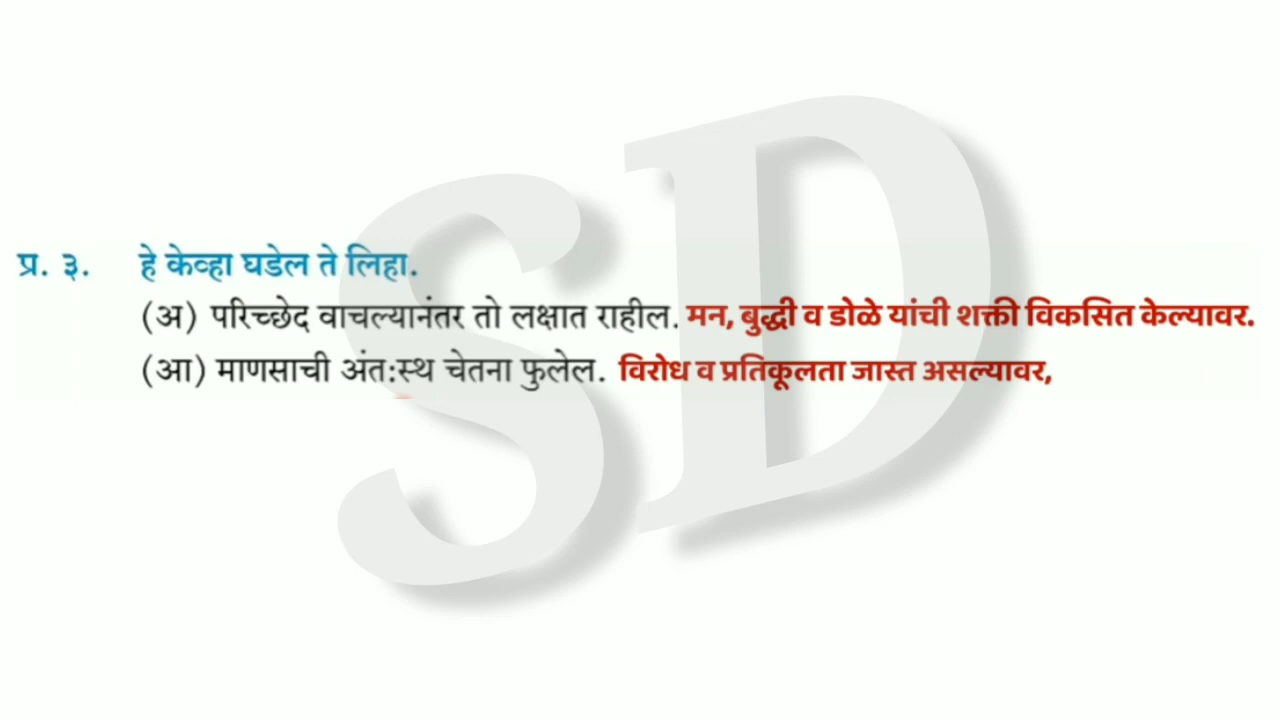 प्र. ३. हे केव्हा घडेल ते लिहा.
(अ) परिच्छेद वाचल्यानंतर तो लक्षात राहील. मन, बुद्धी व डोळे यांची शक्ती विकसित केल्यावर.
(आ) माणसाची अंत:स्थ चेतना फुलेल. विरोध व प्रतिकूलता जास्त असल्यावर,
SD